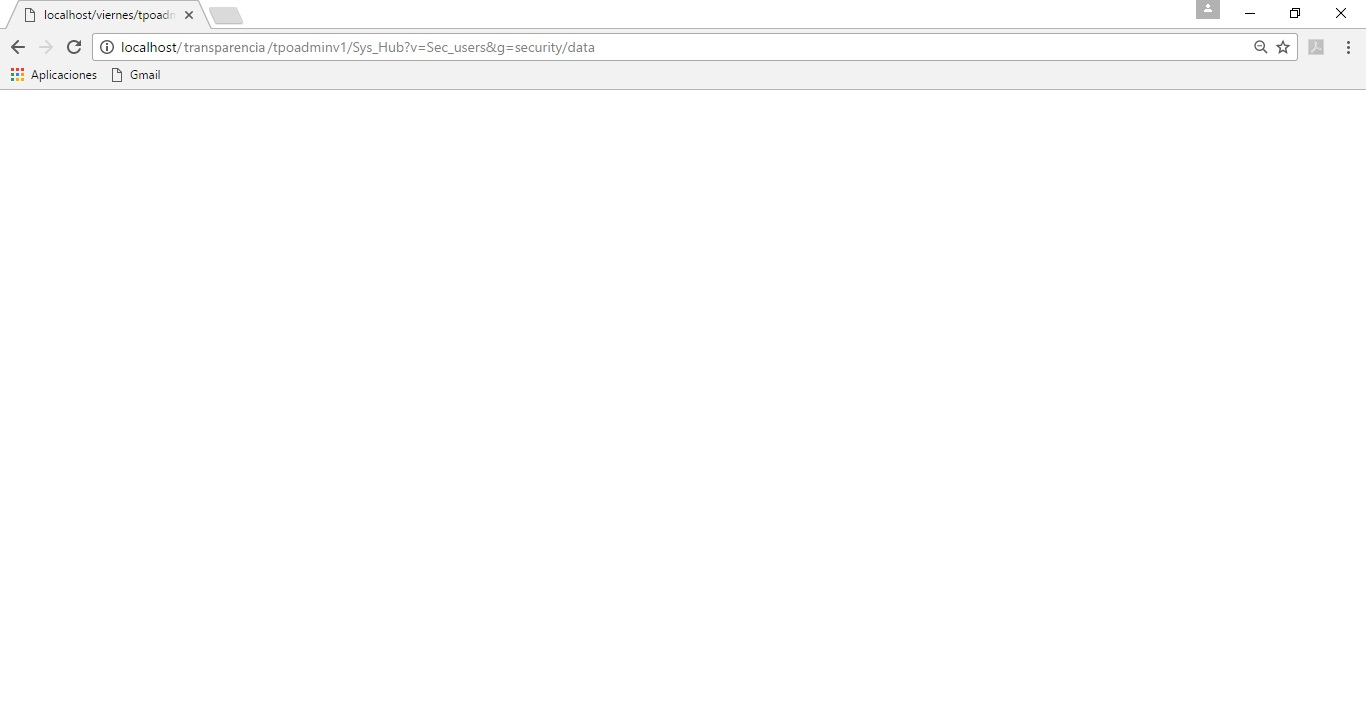 localhost/viernes/tpoadm
localhost/transparencia/tpoadminv1/Sys_Hub?v=Sec_users&g=security/data
Aplicaciones Gmail